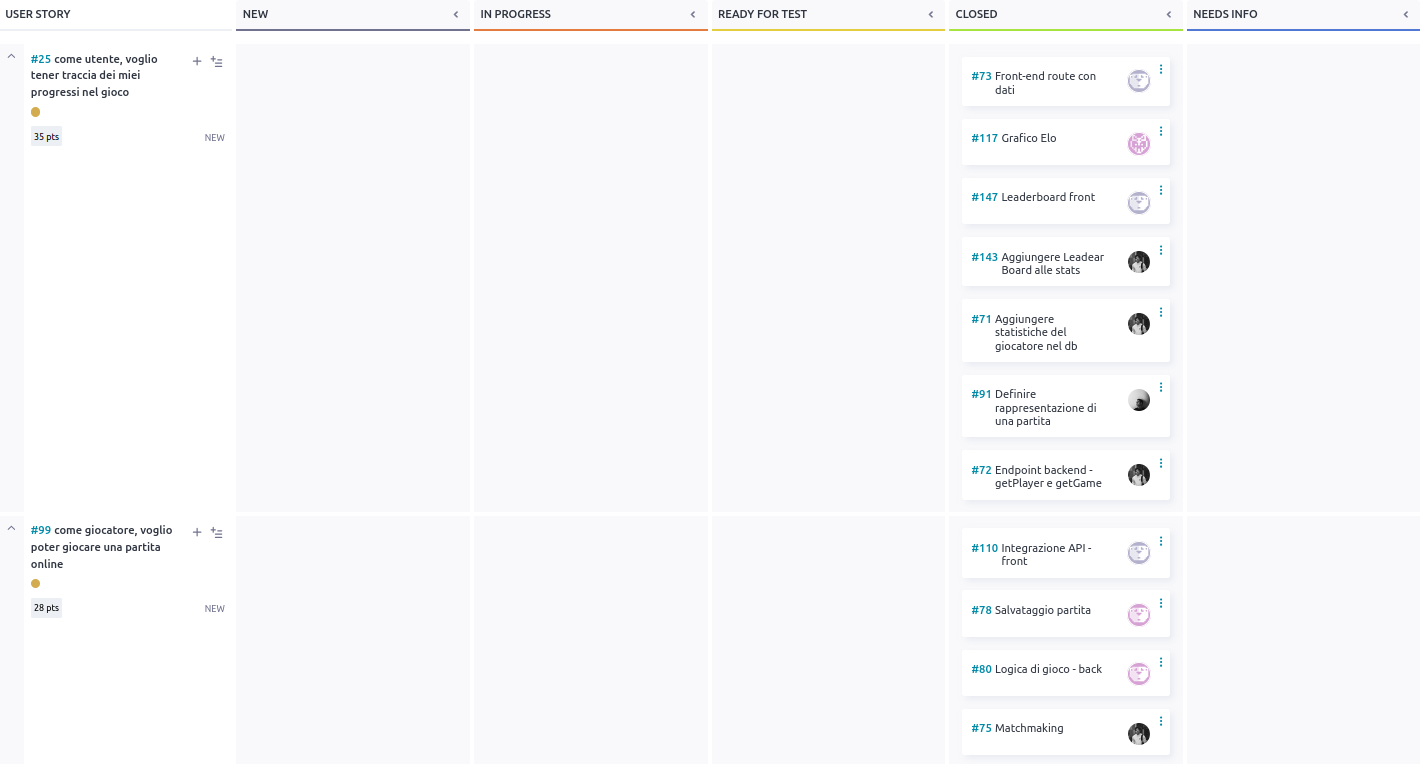 USER STORY
NEW
IN PROGRESS
READY FOR TEST
CLOSED
NEEDS INFO
#25 come utente, voglio
tener traccia dei miei
progressi nel gioco
35 pts
NEW
#73 Front-end route con
dati
#117 Grafico Elo
#147 Leaderboard front
#143 Aggiungere Leadear
Board alle stats
#71 Aggiungere
statistiche del
giocatore nel db
#91 Definire
rappresentazione di
una partita
#72 Endpoint backend -
getPlayer e getGame
#99 come giocatore, voglio
poter giocare una partita
online
28 pts
NEW
#110 Integrazione API -
front
#78 Salvataggio partita
#80 Logica di gioco - back
#75 Matchmaking